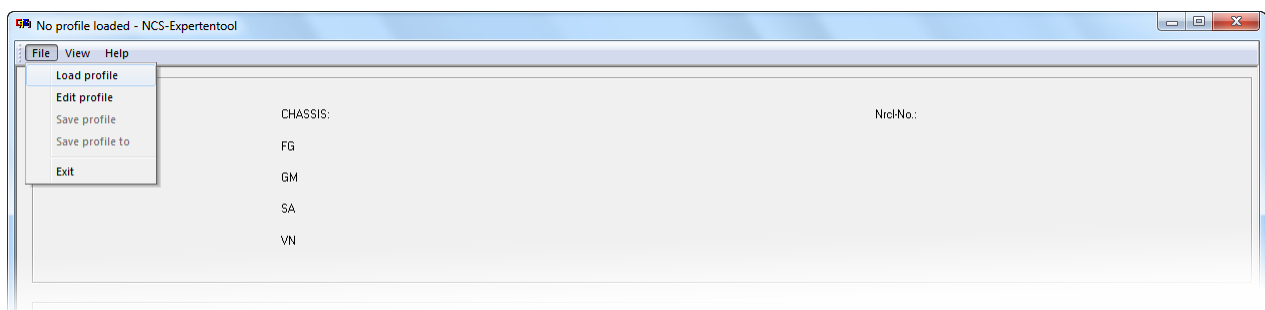 No profile loaded - NCS-Expertentool
File View Help
Load profile
Edit profile
Save profile
Save profile to
Exit
CHASSIS: Nrcl-No.:
FG
GM
SA
VN